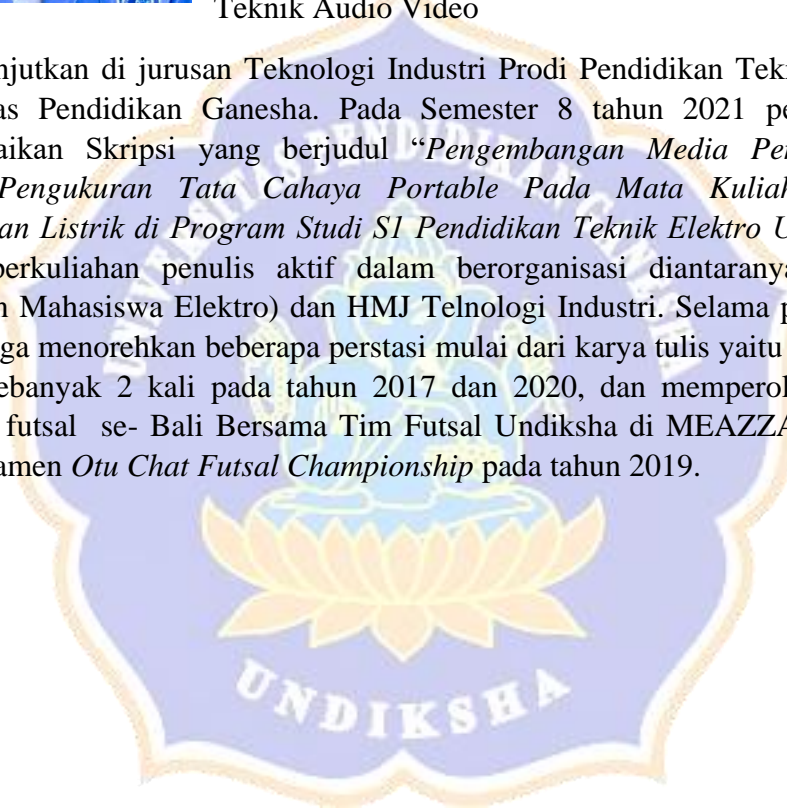 Teknik Audio Video
njutkan di jurusan Teknologi Industri Prodi Pendidikan Tek
as Pendidikan Ganesha. Pada Semester 8 tahun 2021 pe
aikan Skripsi yang berjudul “Pengembangan Media Pe
Pengukuran Tata Cahaya Portable Pada Mata Kuliah
an Listrik di Program Studi S1 Pendidikan Teknik Elektro U
perkuliahan penulis aktif dalam berorganisasi diantarany
n Mahasiswa Elektro) dan HMJ Telnologi Industri. Selama p
ga menorehkan beberapa perstasi mulai dari karya tulis yaitu
ebanyak 2 kali pada tahun 2017 dan 2020, dan memperol
futsal se- Bali Bersama Tim Futsal Undiksha di MEAZZA
amen Otu Chat Futsal Championship pada tahun 2019.
UNIVERSITAS PENDIDIKAN GANESHA
UNDIKSHA